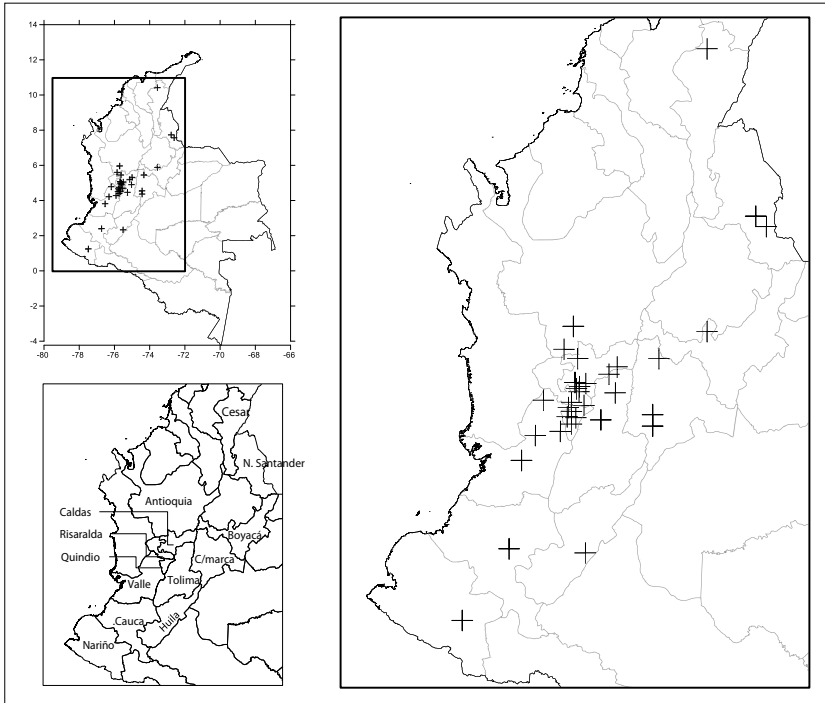 14
12
10
8
6
4
2
0
-2
-4
-80 -78 -76 -74 -72 -70 -68 -66
Cesar
N. Santander
Antioquia
Caldas
Risaralda
Boyacá
Quindio
C/marca
Valle
Tolima
Cauca
Huila
Nariño